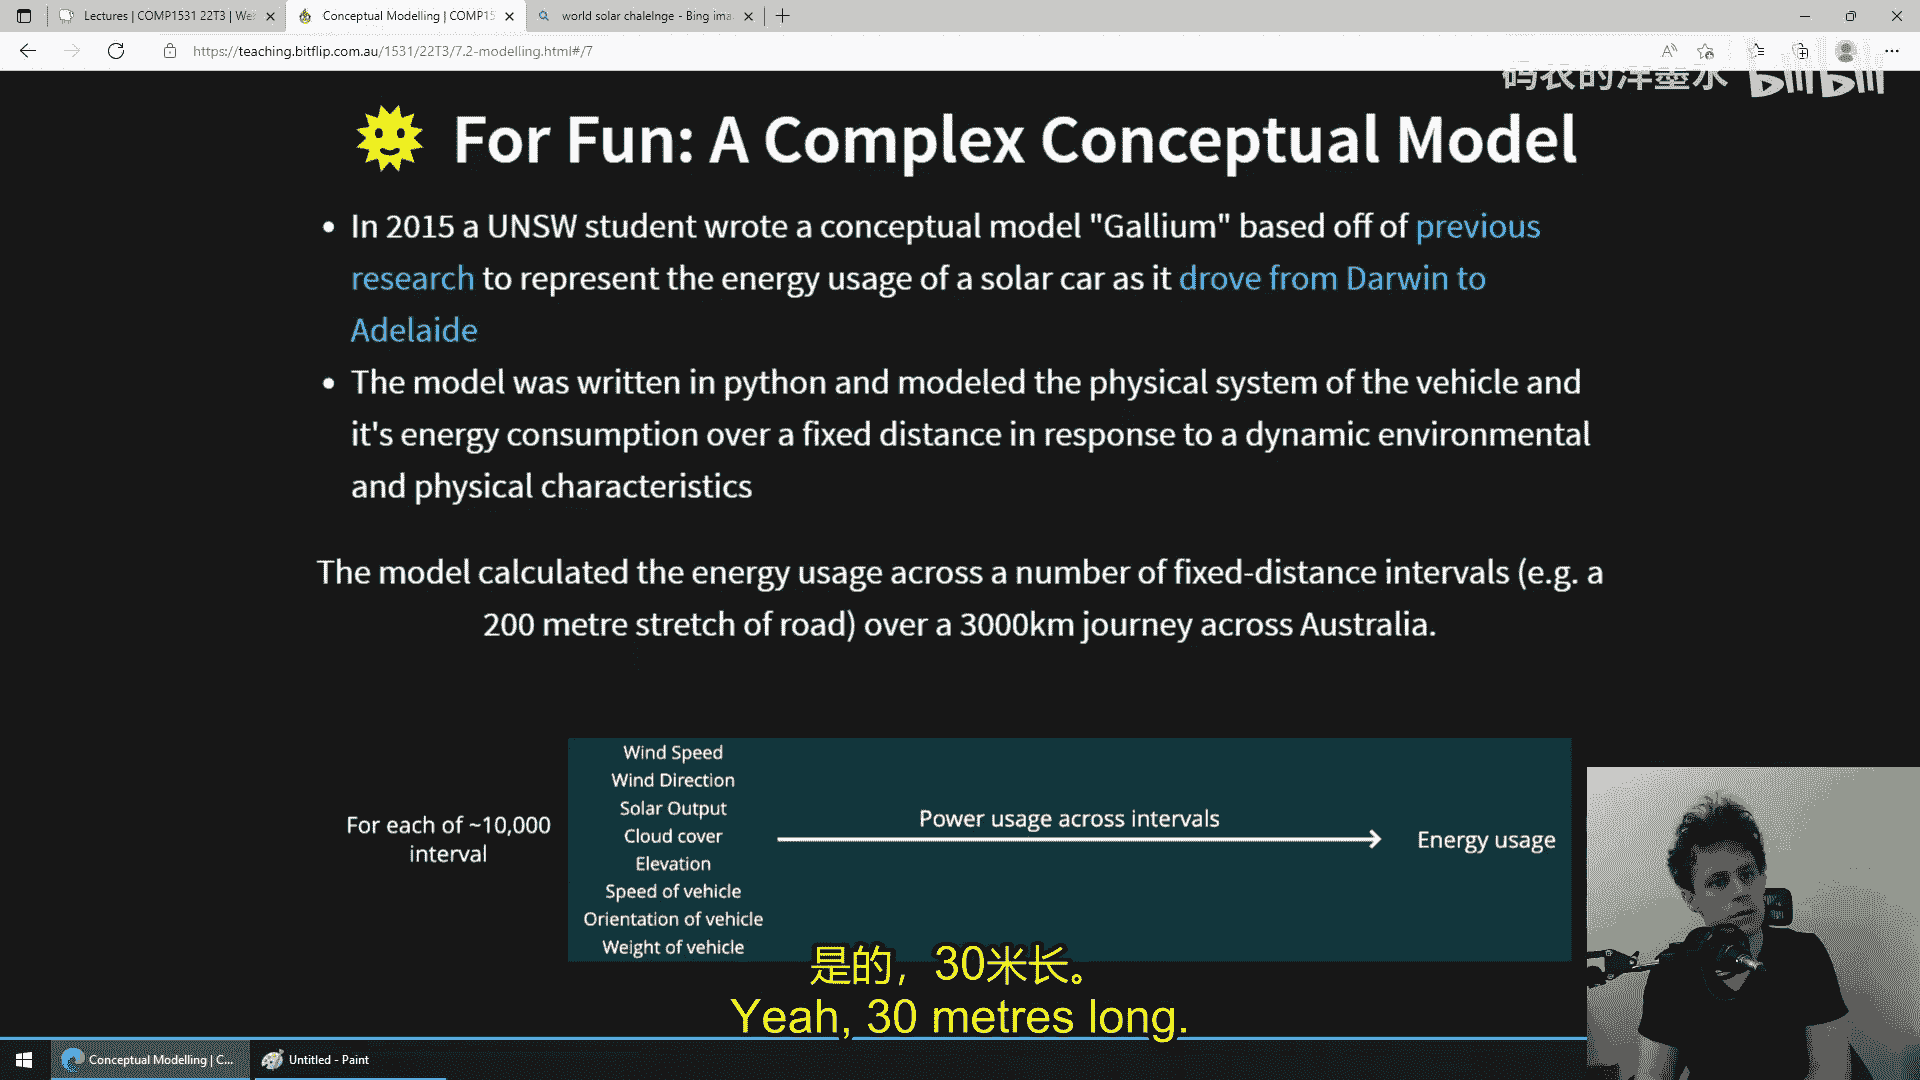 Lectures | COMP1531 22T3 | We
Conceptual Modelling | COMP15
world solar chalelnge - Bing ima
https://teaching.bitflip.com.au/1531/22T3/7.2-modelling.html#/7
码农的洋墨水 bilibili
For Fun: A Complex Conceptual Model
• In 2015 a UNSW student wrote a conceptual model "Gallium" based off of previous
research to represent the energy usage of a solar car as it drove from Darwin to
Adelaide
• The model was written in python and modeled the physical system of the vehicle and
it's energy consumption over a fixed distance in response to a dynamic environmental
and physical characteristics
The model calculated the energy usage across a number of fixed-distance intervals (e.g. a
200 metre stretch of road) over a 3000km journey across Australia.
For each of ~10,000
interval
Wind Speed
Wind Direction
Solar Output
Cloud cover
Elevation
Speed of vehicle
Orientation of vehicle
Weight of vehicle
Power usage across intervals
Energy usage
是的，30米长。
Yeah, 30 metres long.
Conceptual Modelling | C...
Untitled - Paint